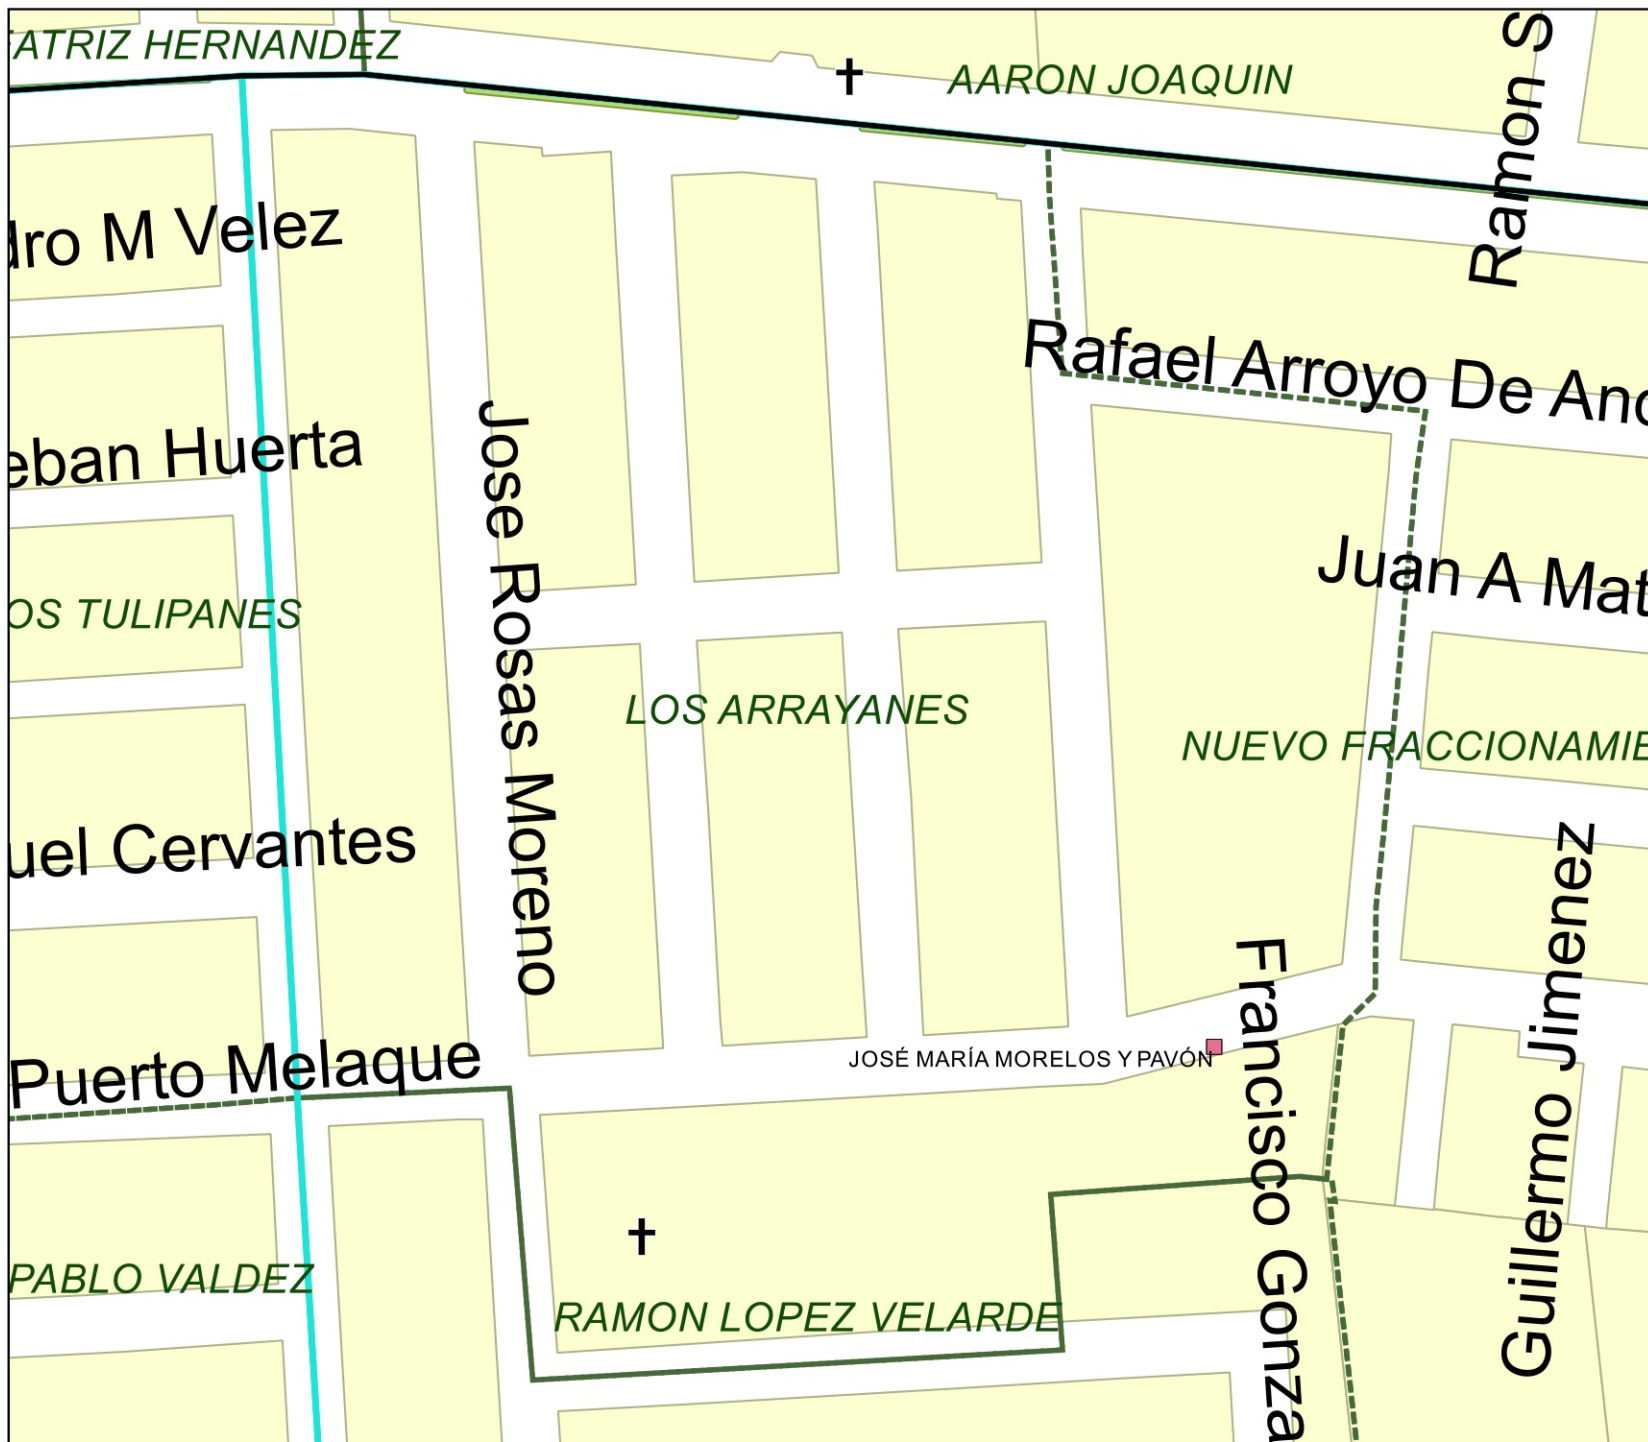 ATRIZ HERNANDEZ
AARON JOAQUIN
Ramon S
dro M Velez
Rafael Arroyo De Anc
eban Huerta
Jose Rosas Moreno
Juan A Mat
OS TULIPANES
LOS ARRAYANES
NUEVO FRACCIONAMIE
uel Cervantes
Guillermo Jimenez
Francisco Gonza
Puerto Melaque
JOSÉ MARÍA MORELOS Y PAVÓN
PABLO VALDEZ
RAMON LOPEZ VELARDE